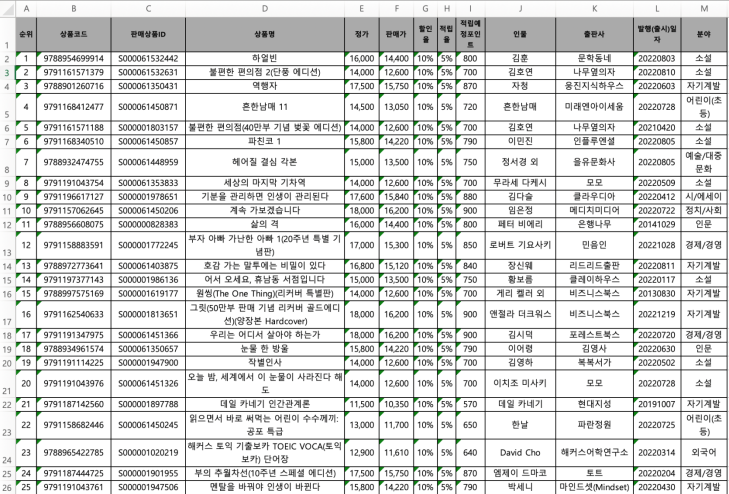 A B C D E F G H I J K L M
1 순위 상품코드 판매상품ID 상품명 정가 판매가 할인율 적립율 적립예정포인트 인물 출판사 발행(출시)일자 분야
2 1 9788954699914 S000061532442 하얼빈 16,000 14,400 10% 5% 800 김훈 문학동네 20220803 소설
3 2 9791161571379 S000061532631 불편한 편의점 2(단풍 에디션) 14,000 12,600 10% 5% 700 김호연 나무옆의자 20220810 소설
4 3 9788901260716 S000061350431 역행자 17,500 15,750 10% 5% 870 자청 웅진지식하우스 20220603 자기계발
5 4 9791168412477 S000061450871 흔한남매 11 14,500 13,050 10% 5% 720 흔한남매 미래엔아이세움 20220728 어린이(초등)
6 5 9791161571188 S000001803157 불편한 편의점(40만부 기념 벚꽃 에디션) 14,000 12,600 10% 5% 700 김호연 나무옆의자 20210420 소설
7 6 9791168340510 S000061450857 파친코 1 15,800 14,220 10% 5% 790 이민진 인플루엔셜 20220805 소설
8 7 9788932474755 S000061448959 헤어질 결심 각본 15,000 13,500 10% 5% 750 정서경 외 을유문화사 20220805 예술/대중문화
9 8 9791191043754 S000061353833 세상의 마지막 기차역 14,000 12,600 10% 5% 700 무라세 다케시 모모 20220509 소설
10 9 9791196617127 S000001978651 기분을 관리하면 인생이 관리된다 17,600 15,840 10% 5% 880 김다슬 클라우디아 20220412 시/에세이
11 10 9791157062645 S000061450206 계속 가보겠습니다 18,000 16,200 10% 5% 900 임은정 메디치미디어 20220722 정치/사회
12 11 9788956608075 S000000828383 삶의 격 16,000 14,400 10% 5% 800 페터 비에리 은행나무 20141029 인문
13 12 9791158883591 S000001772245 부자 아빠 가난한 아빠 1(20주년 특별 기념판) 17,000 15,300 10% 5% 850 로버트 기요사키 민음인 20221028 경제/경영
14 13 9788972773641 S000061403875 호감 가는 말투에는 비밀이 있다 16,800 15,120 10% 5% 840 장신웨 리드리드출판 20220811 자기계발
15 14 9791197377143 S000001986136 어서 오세요, 휴남동 서점입니다 15,000 13,500 10% 5% 750 황보름 클레이하우스 20220117 소설
16 15 9788997575169 S000001619177 원씽(The One Thing)(리커버 특별판) 14,000 12,600 10% 5% 700 게리 켈러 외 비즈니스북스 20130830 자기계발
17 16 9791162540633 S000001813651 그릿(50만부 판매 기념 리커버 골드에디션)(양장본 Hardcover) 18,000 16,200 10% 5% 900 앤절라 더크워스 비즈니스북스 20221219 자기계발
18 17 9791191347975 S000061451366 우리는 어디서 살아야 하는가 18,000 16,200 10% 5% 900 김시덕 포레스트북스 20220720 경제/경영
19 18 9788934961574 S000061350657 눈물 한 방울 15,800 14,220 10% 5% 790 이어령 김영사 20220630 인문
20 19 9791191114225 S000001947900 작별인사 14,000 12,600 10% 5% 700 김영하 복복서가 20220502 소설
21 20 9791191043976 S000061451326 오늘 밤, 세계에서 이 눈물이 사라진다 해도 14,000 12,600 10% 5% 700 이치조 미사키 모모 20220728 소설
22 21 9791187142560 S000001897788 데일 카네기 인간관계론 11,500 10,350 10% 5% 570 데일 카네기 현대지성 20191007 자기계발
23 22 9791158682446 S000061450245 읽으면서 바로 써먹는 어린이 수수께끼: 공포 특급 13,000 11,700 10% 5% 650 한날 파란정원 20220725 어린이(초등)
24 23 9788965422785 S000001020219 해커스 토익 기출보카 TOEIC VOCA(토익 보카) 단어장 12,900 11,610 10% 5% 640 David Cho 해커스어학연구소 20220314 외국어
25 24 9791187444725 S000001901955 부의 추월차선(10주년 스페셜 에디션) 17,500 15,750 10% 5% 870 엠제이 드마코 토트 20220204 경제/경영
26 25 9791191043761 S000001947506 멘탈을 바꿔야 인생이 바뀐다 15,800 14,220 10% 5% 790 박세니 마인드셋(Mindset) 20220430 자기계발